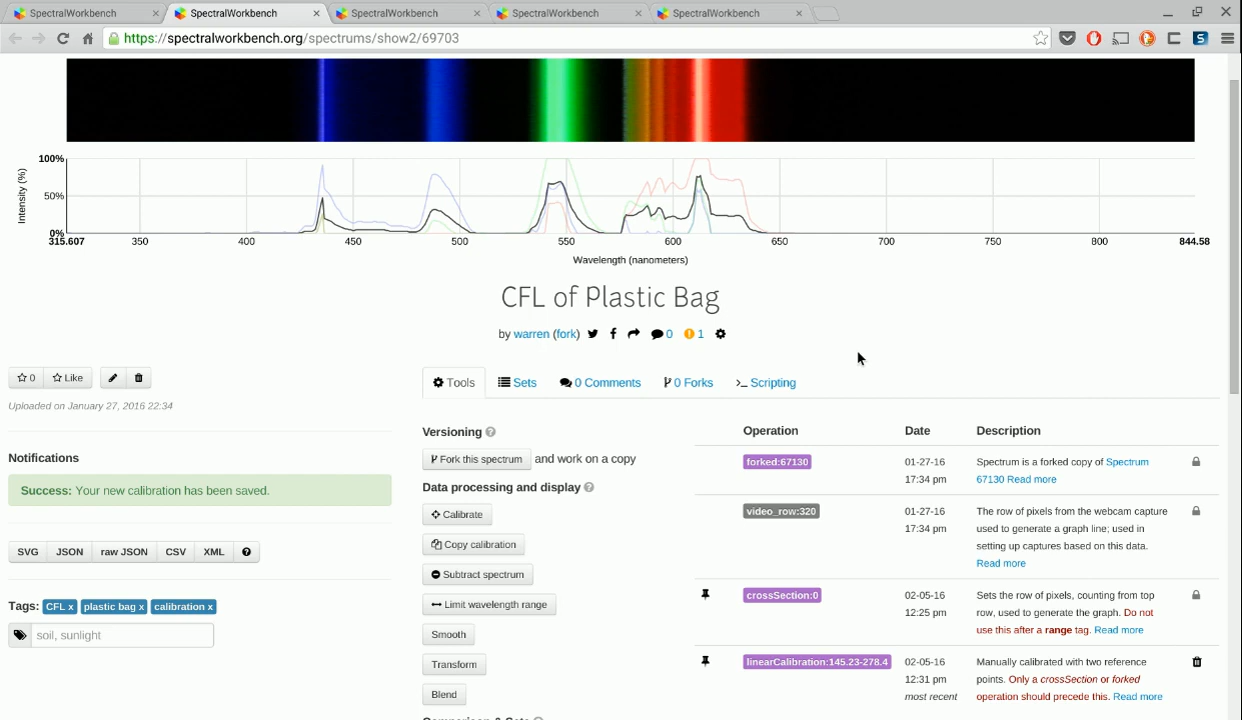 SpectralWorkbench
SpectralWorkbench
SpectralWorkbench
SpectralWorkbench
SpectralWorkbench
https://spectralworkbench.org/spectrums/show2/69703
Intensity (%)
100%
50%
0%
315.607
350
400
450
500
550
600
650
700
750
800
844.58
Wavelength (nanometers)
CFL of Plastic Bag
by warren (fork) 0 1
0 Like
Uploaded on January 27, 2016 22:34
Notifications
Success: Your new calibration has been saved.
SVG JSON raw JSON CSV XML
Tags: CFL x plastic bag x calibration x
soil, sunlight
Tools Sets 0 Comments 0 Forks Scripting
Versioning
Fork this spectrum and work on a copy
Data processing and display
Calibrate
Copy calibration
Subtract spectrum
Limit wavelength range
Smooth
Transform
Blend
Operation Date Description
forked:67130 01-27-16 Spectrum is a forked copy of Spectrum
17:34 pm 67130 Read more
video_row:320 01-27-16 The row of pixels from the webcam capture
17:34 pm used to generate a graph line; used in
setting up captures based on this data.
Read more
crossSection:0 02-05-16 Sets the row of pixels, counting from top
12:25 pm row, used to generate the graph. Do not
use this after a range tag. Read more
linearCalibration:145.23-278.4 02-05-16 Manually calibrated with two reference
12:31 pm points. Only a crossSection or forked
most recent operation should precede this. Read more